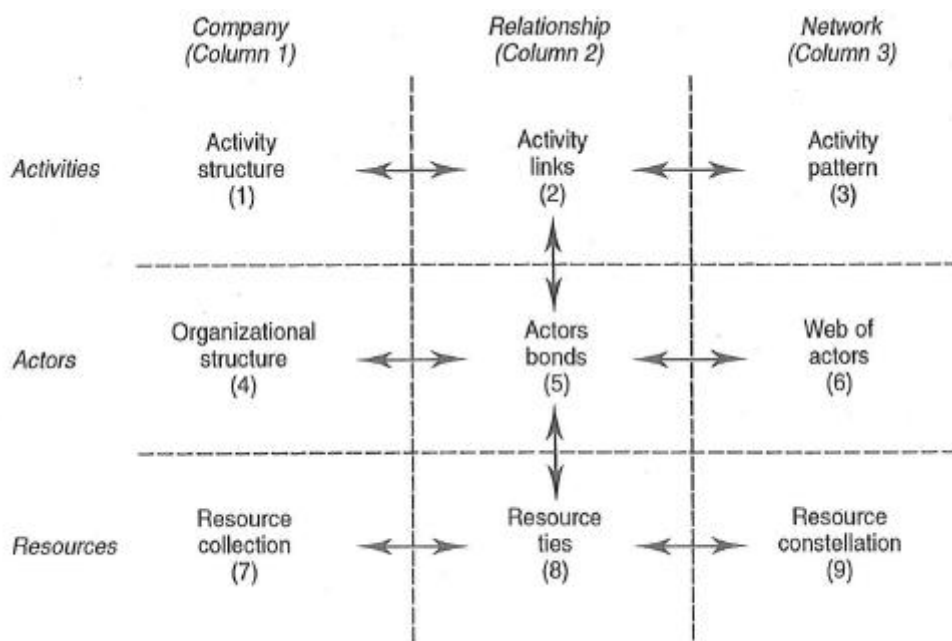 Company
(Column 1)
Relationship
(Column 2)
Network
(Column 3)
Activities
Activity
structure
(1)
Activity
links
(2)
Activity
pattern
(3)
Actors
Organizational
structure
(4)
Actors
bonds
(5)
Web of
actors
(6)
Resources
Resource
collection
(7)
Resource
ties
(8)
Resource
constellation
(9)